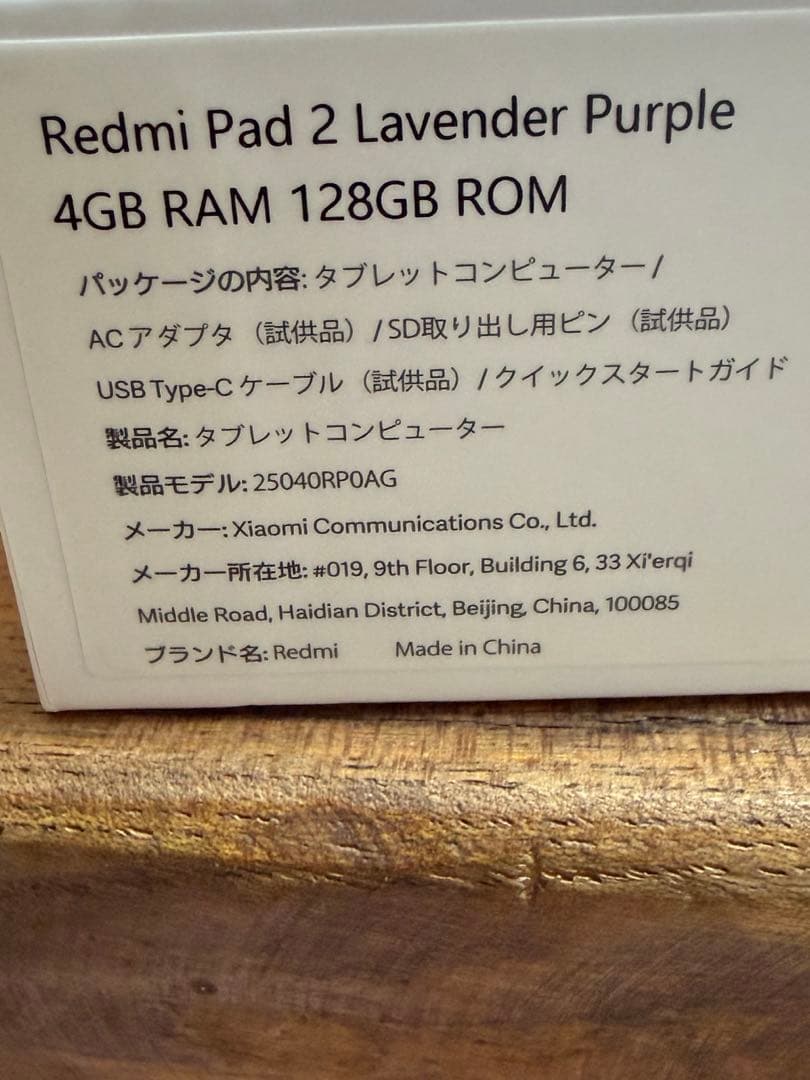 Redmi Pad 2 Lavender Purple
4GB RAM 128GB ROM
パッケージの内容: タブレットコンピューター /
ACアダプタ（試供品）/ SD取り出し用ピン（試供品）
USB Type-C ケーブル（試供品）/ クイックスタートガイド
製品名: タブレットコンピューター
製品モデル: 25040RP0AG
メーカー: Xiaomi Communications Co., Ltd.
メーカー所在地: #019, 9th Floor, Building 6, 33 Xi'erqi
Middle Road, Haidian District, Beijing, China, 100085
ブランド名: Redmi Made in China